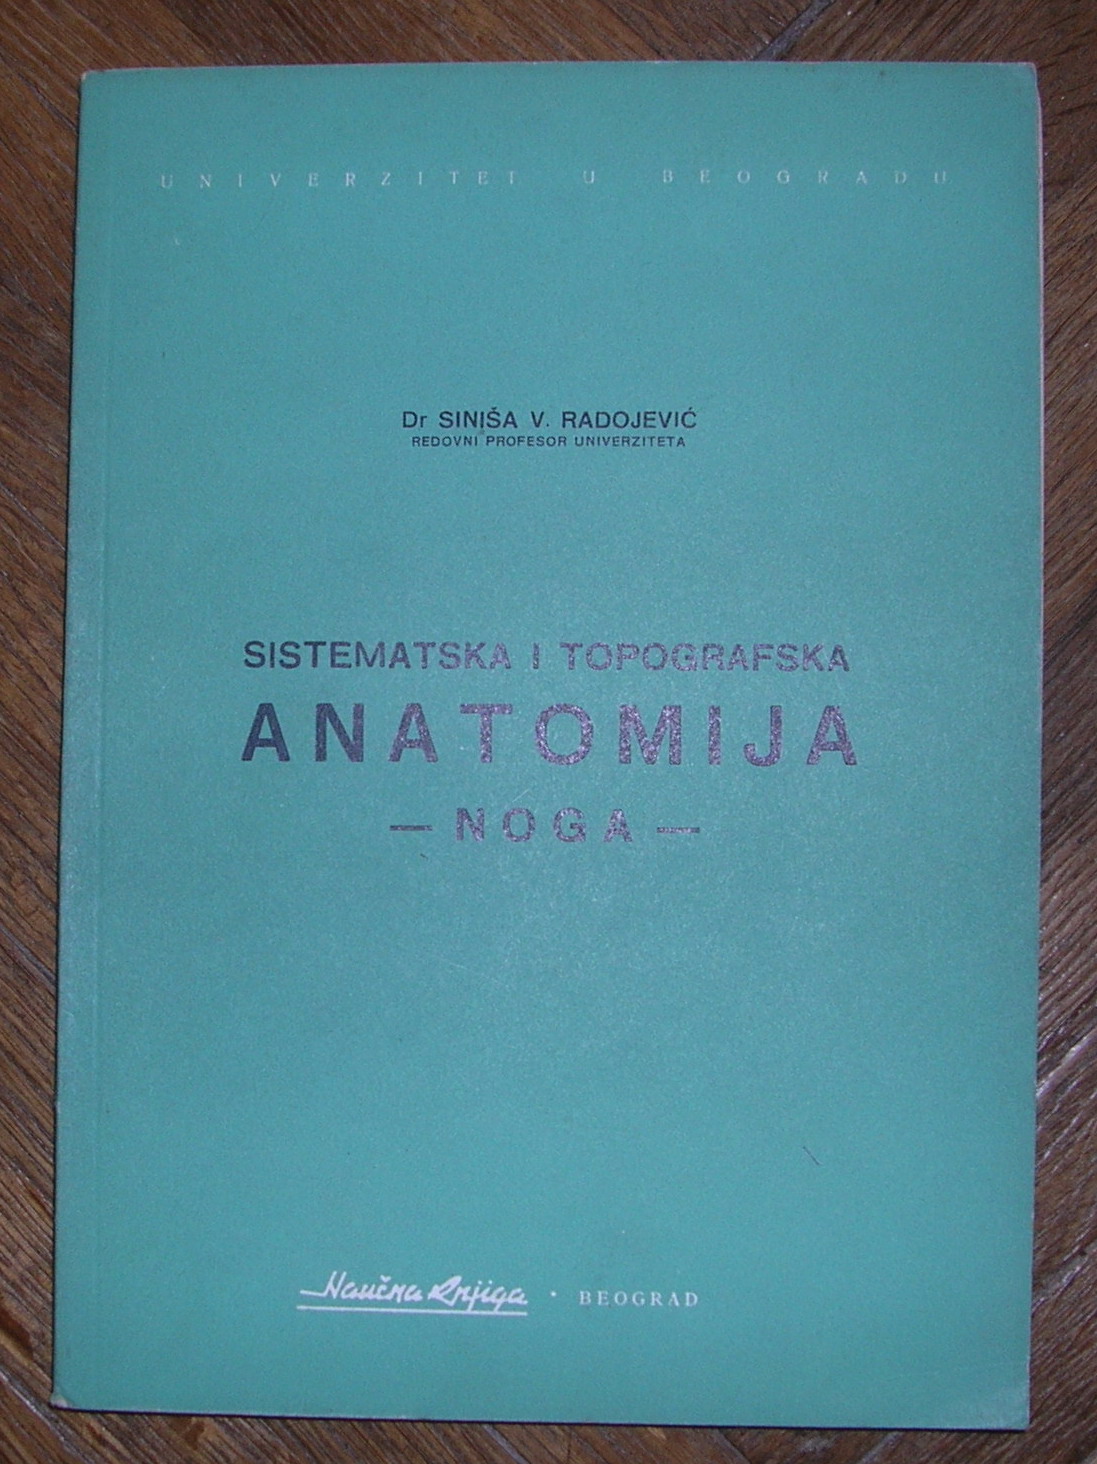 UNIVERZITET U BEOGRADU
Dr SINIŠA V. RADOJEVIĆ
REDOVNI PROFESOR UNIVERZITETA
SISTEMATSKA I TOPOGRAFSKA
ANATOMIJA
— NOGA —
Naučna Knjiga · BEOGRAD